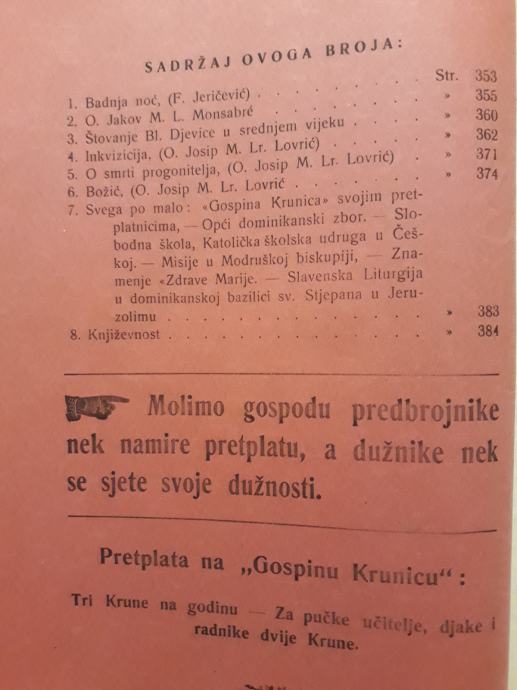 SADRŽAJ OVOGA BROJA:
1. Badnja noć, (F. Jeričević) . . . . . . . . Str. 353
2. O. Jakov M. L. Monsabré . . . . . . . . » 355
3. Štovanje Bl. Djevice u srednjem vijeku . . . . » 360
4. Inkvizicija, (O. Josip M. Lr. Lovrić) . . . . . » 362
5. O smrti progonitelja, (O. Josip M. Lr. Lovrić) . » 371
6. Božić, (O. Josip M. Lr. Lovrić . . . . . . . » 374
7. Svega po malo: «Gospina Krunica» svojim pret-
platnicima, — Opći dominikanski zbor. — Slo-
bodna škola, Katolička školska udruga u Češ-
koj. — Misije u Modruškoj biskupiji, — Zna-
menje «Zdrave Marije. — Slavenska Liturgija
u dominikanskoj bazilici sv. Stjepana u Jeru-
zolimu . . . . . . . . . . . » 383
8. Književnost . . . . . . . . . . . » 384
Molimo gospodu predbrojnike
nek namire pretplatu, a dužnike nek
se sjete svoje dužnosti.
Pretplata na „Gospinu Krunicu“:
Tri Krune na godinu — Za pučke učitelje, djake i
radnike dvije Krune.